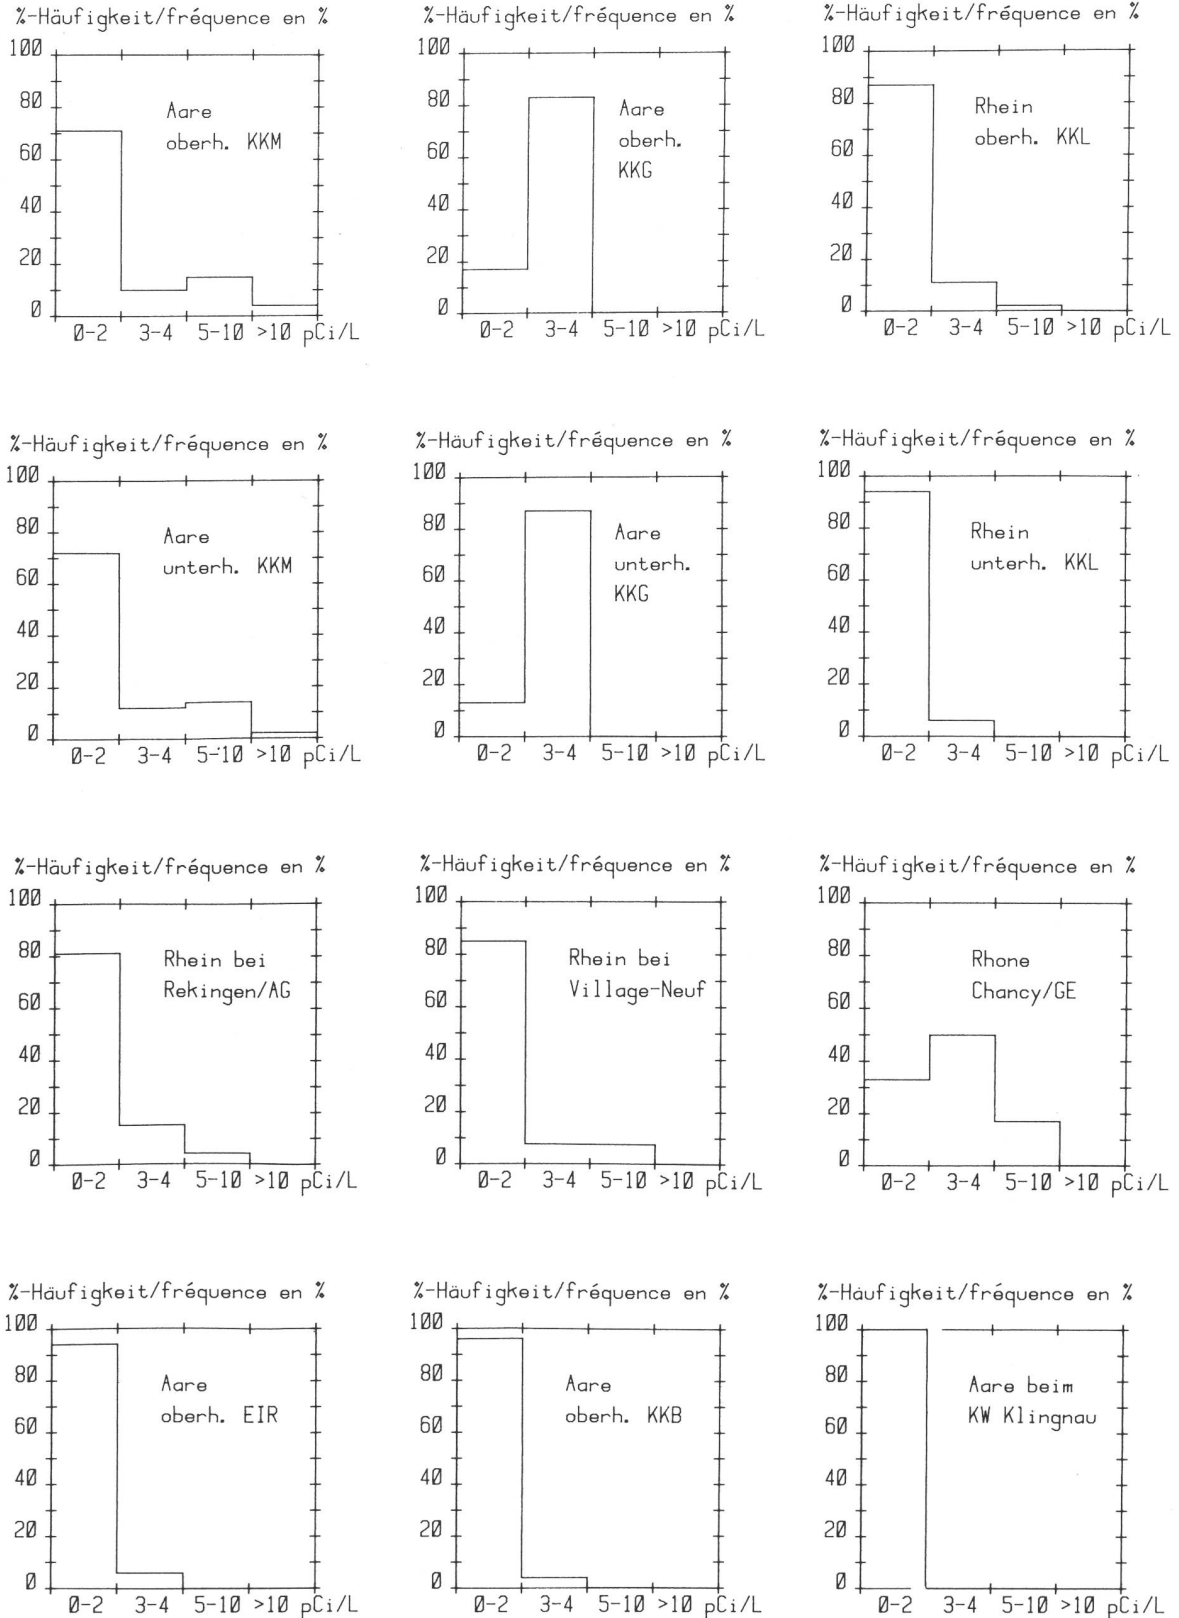 %-Häufigkeit/fréquence en %
100
80
60
40
20
0
Aare
oberh. KKM
0-2 3-4 5-10 >10 pCi/L
%-Häufigkeit/fréquence en %
100
80
60
40
20
0
Aare
oberh.
KKG
0-2 3-4 5-10 >10 pCi/L
%-Häufigkeit/fréquence en %
100
80
60
40
20
0
Rhein
oberh. KKL
0-2 3-4 5-10 >10 pCi/L
%-Häufigkeit/fréquence en %
100
80
60
40
20
0
Aare
unterh. KKM
0-2 3-4 5-10 >10 pCi/L
%-Häufigkeit/fréquence en %
100
80
60
40
20
0
Aare
unterh.
KKG
0-2 3-4 5-10 >10 pCi/L
%-Häufigkeit/fréquence en %
100
80
60
40
20
0
Rhein
unterh. KKL
0-2 3-4 5-10 >10 pCi/L
%-Häufigkeit/fréquence en %
100
80
60
40
20
0
Rhein bei
Rekingen/AG
0-2 3-4 5-10 >10 pCi/L
%-Häufigkeit/fréquence en %
100
80
60
40
20
0
Rhein bei
Village-Neuf
0-2 3-4 5-10 >10 pCi/L
%-Häufigkeit/fréquence en %
100
80
60
40
20
0
Rhone
Chancy/GE
0-2 3-4 5-10 >10 pCi/L
%-Häufigkeit/fréquence en %
100
80
60
40
20
0
Aare
oberh. EIR
0-2 3-4 5-10 >10 pCi/L
%-Häufigkeit/fréquence en %
100
80
60
40
20
0
Aare
oberh. KKB
0-2 3-4 5-10 >10 pCi/L
%-Häufigkeit/fréquence en %
100
80
60
40
20
0
Aare beim
KW Klingnau
0-2 3-4 5-10 >10 pCi/L